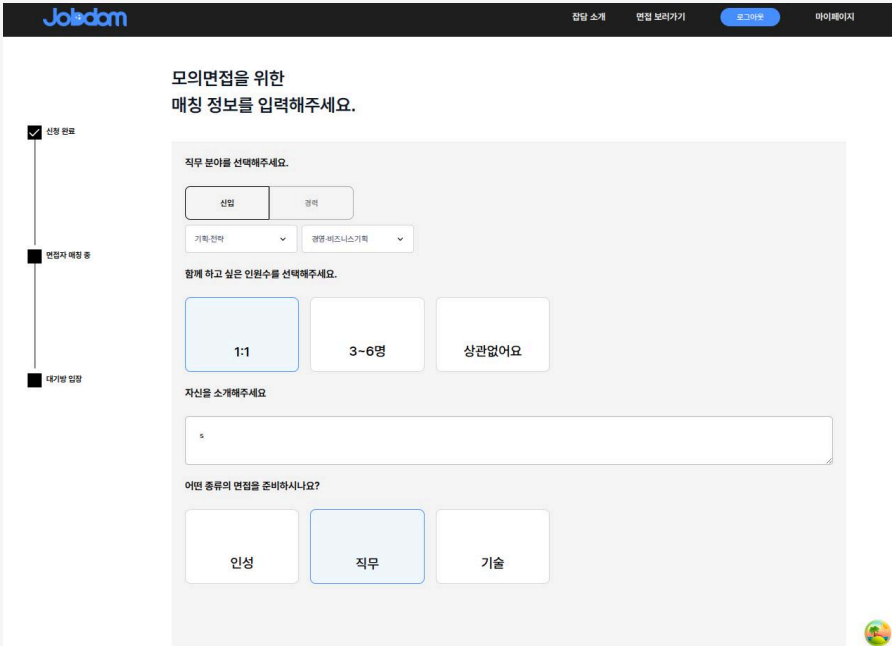 Jobdam
잡담 소개
면접 보러가기
로그아웃
마이페이지
모의면접을 위한
매칭 정보를 입력해주세요.
신청 완료
면접자 매칭 중
대기방 입장
직무 분야를 선택해주세요.
신입
경력
기획·전략
경영·비즈니스기획
함께 하고 싶은 인원수를 선택해주세요.
1:1
3~6명
상관없어요
자신을 소개해주세요
s
어떤 종류의 면접을 준비하시나요?
인성
직무
기술